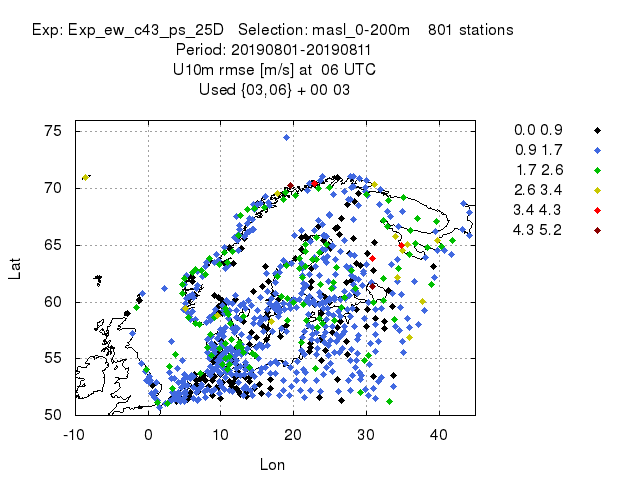 Exp: Exp_ew_c43_ps_25D   Selection: masl_0-200m    801 stations
Period: 20190801-20190811
U10m rmse [m/s] at  06 UTC
Used {03,06} + 00 03
0.0 0.9
0.9 1.7
1.7 2.6
2.6 3.4
3.4 4.3
4.3 5.2
75
70
65
60
55
50
Lat
-10 0 10 20 30 40
Lon